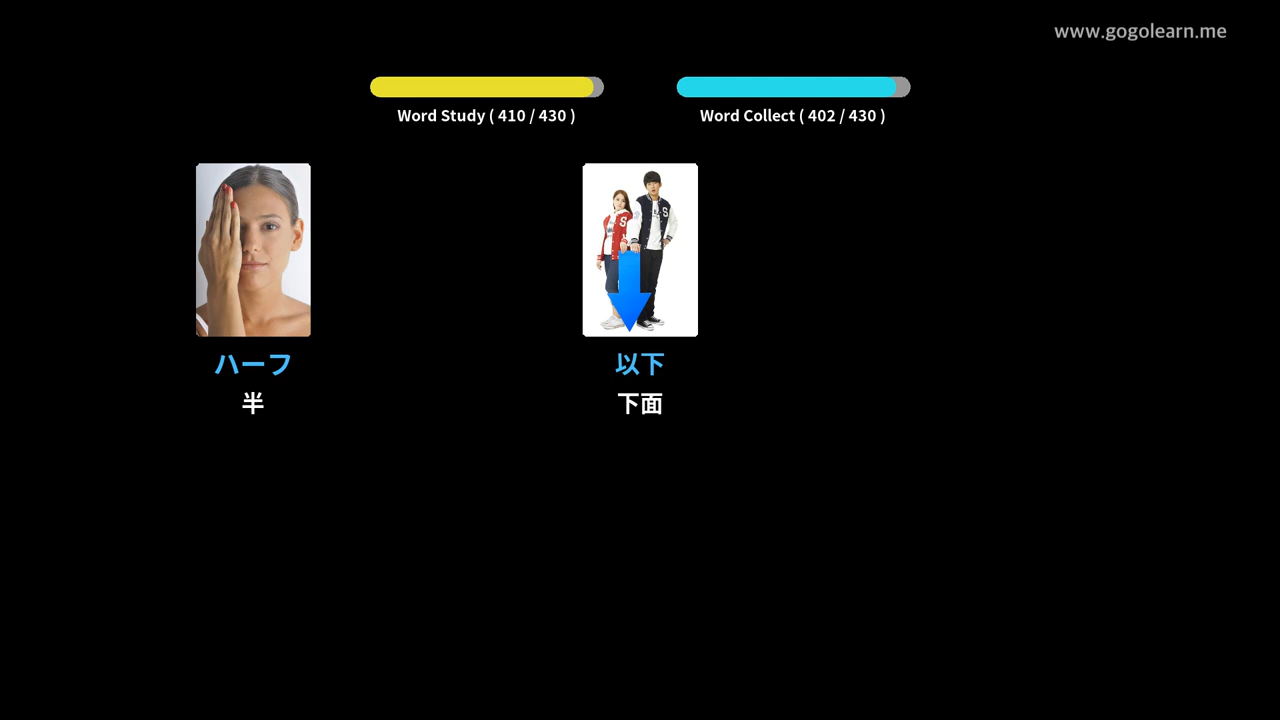 www.gogolearn.me
Word Study ( 410 / 430 )
Word Collect ( 402 / 430 )
S
S
ハーフ
以下
半
下面